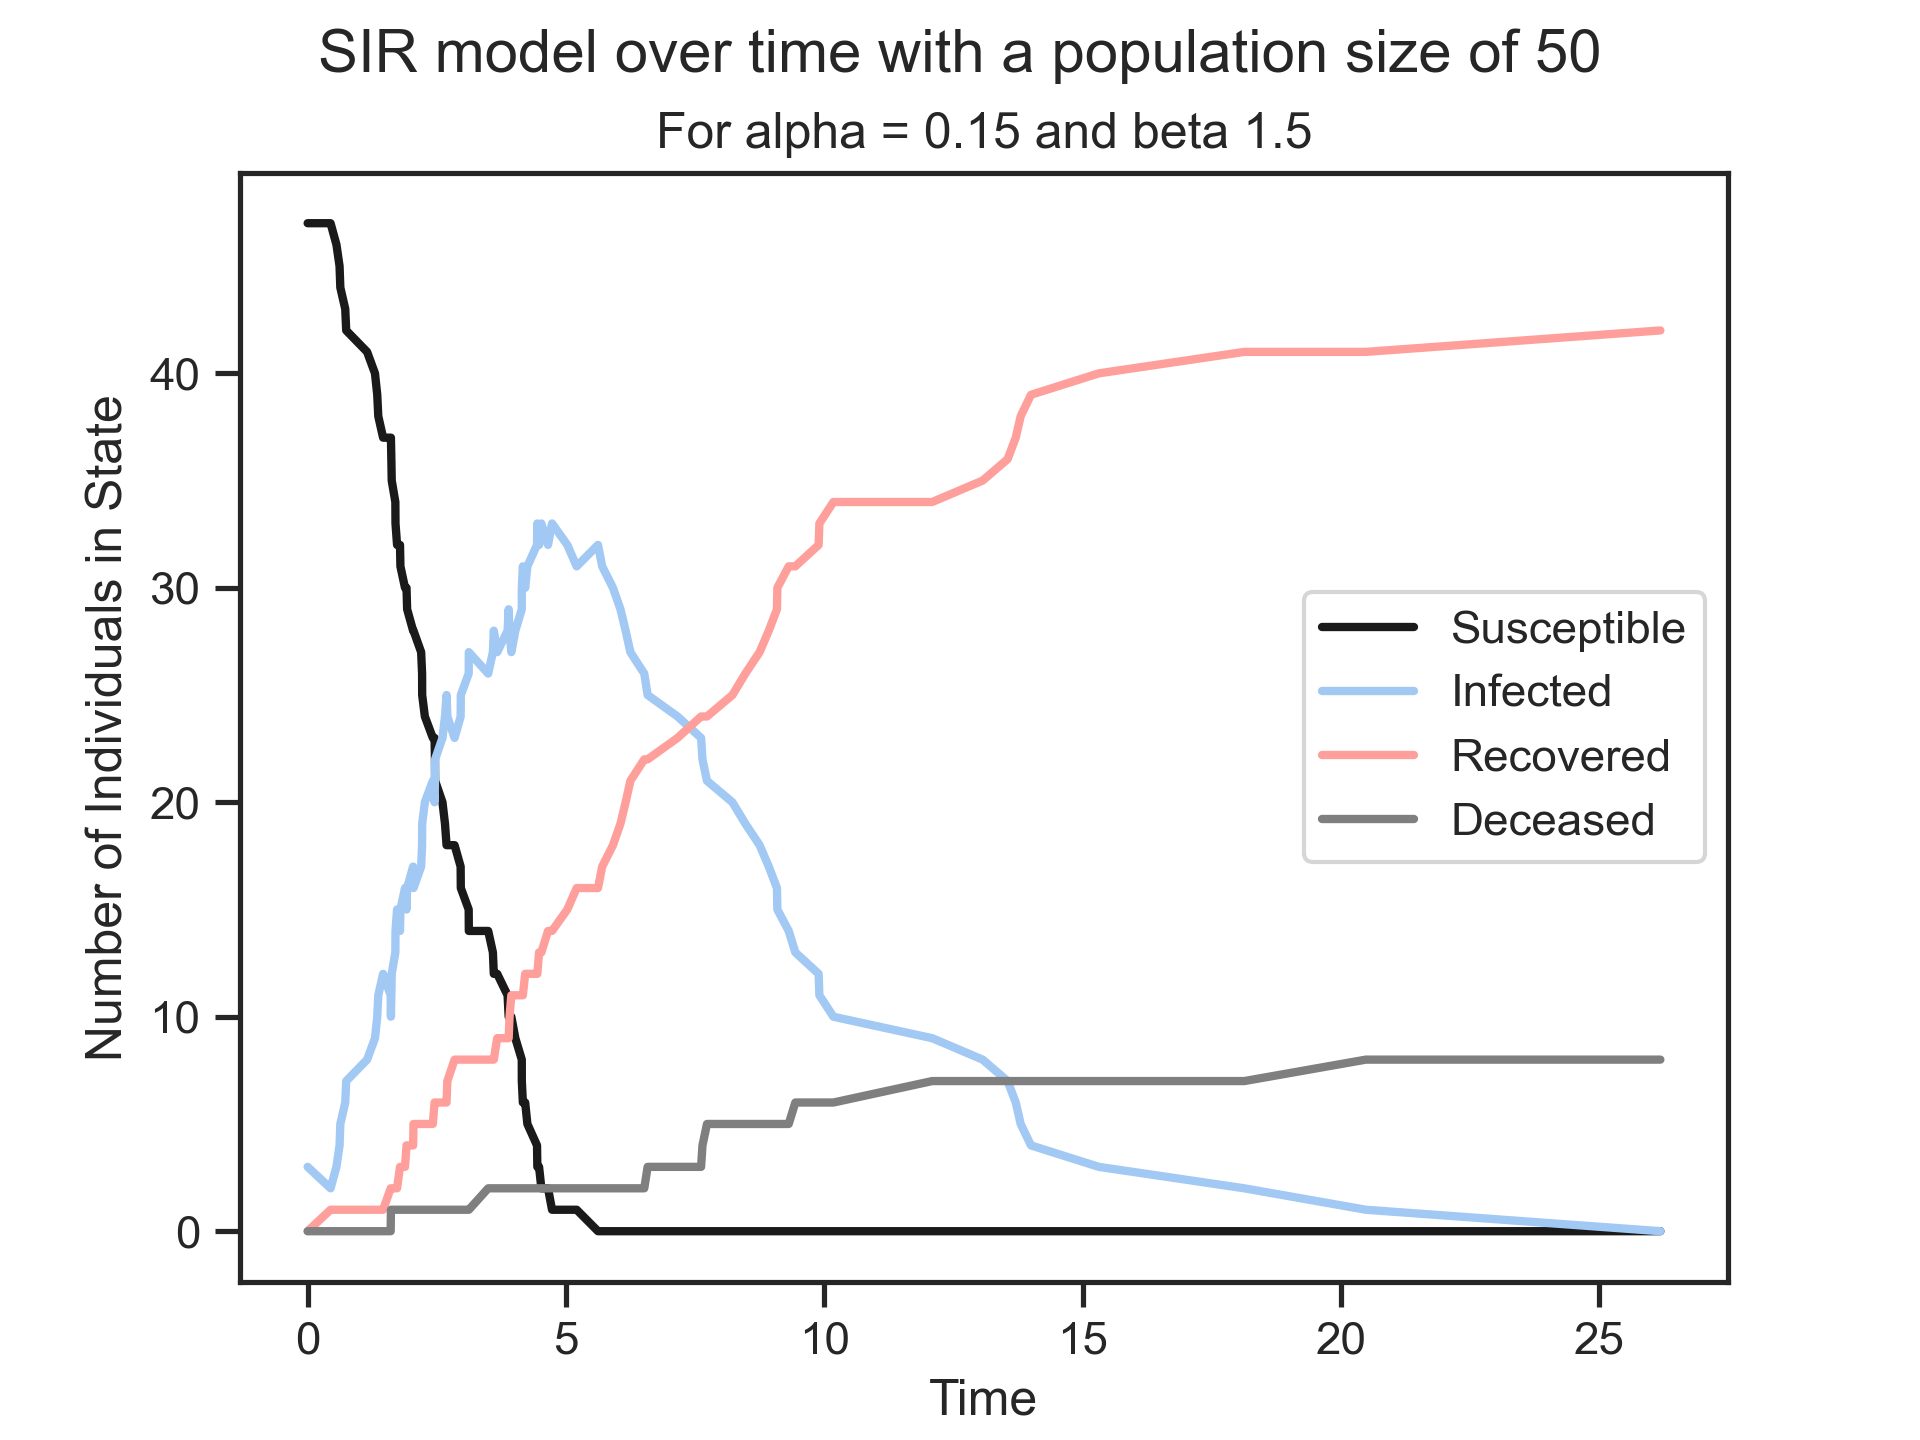 SIR model over time with a population size of 50
For alpha = 0.15 and beta 1.5
Number of Individuals in State
40
30
20
10
0
Susceptible
Infected
Recovered
Deceased
0 5 10 15 20 25
Time